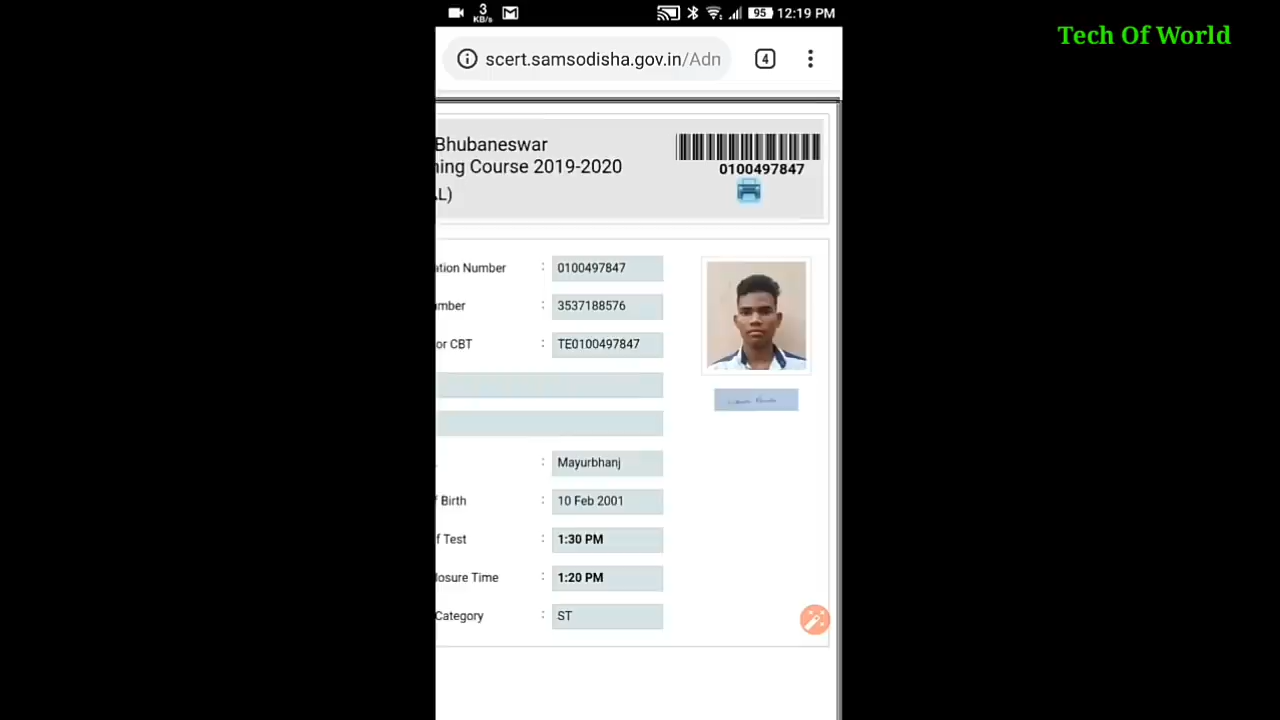 3
KB/s
95 12:19 PM
Tech Of World
scert.samsodisha.gov.in/Adn
4
Bhubaneswar
ning Course 2019-2020
AL)
0100497847
ation Number : 0100497847
umber : 3537188576
or CBT : TE0100497847
Mayurbhanj
f Birth : 10 Feb 2001
f Test : 1:30 PM
losure Time : 1:20 PM
Category : ST